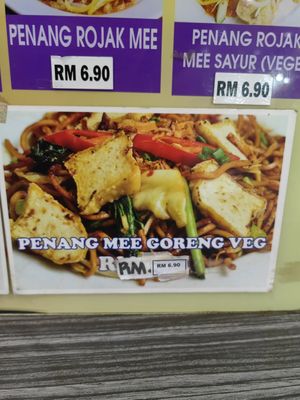 PENANG ROJAK MEE
RM 6.90
PENANG ROJAK
MEE SAYUR (VEGE
RM 6.90
PENANG MEE GORENG VEG
RM. RM 6.90